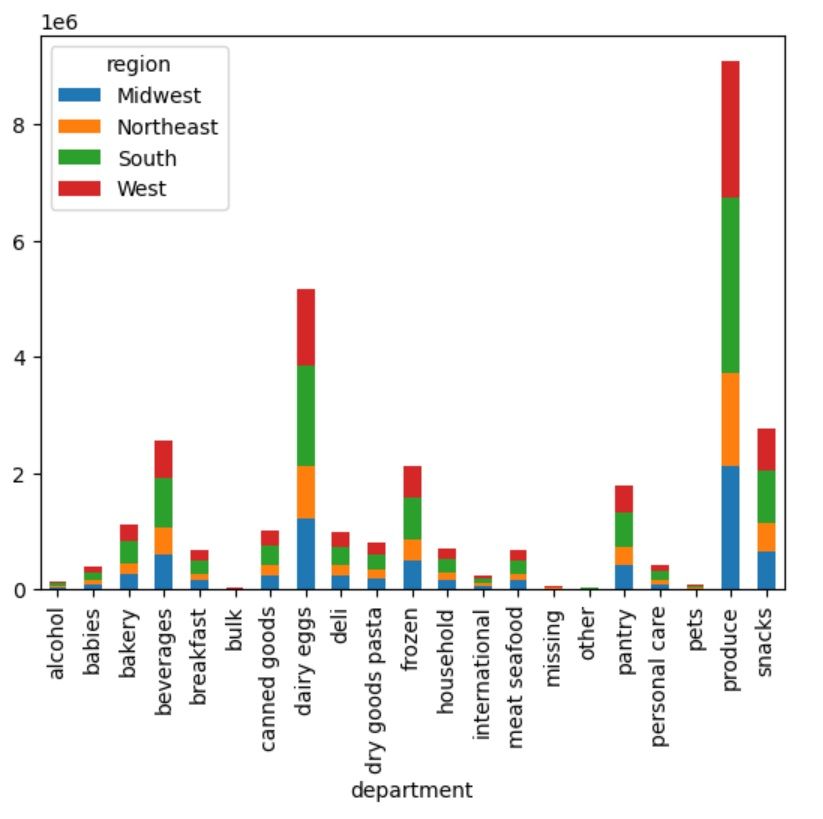 1e6
region
Midwest
Northeast
South
West
8
6
4
2
0
alcohol
babies
bakery
beverages
breakfast
bulk
canned goods
dairy eggs
deli
dry goods pasta
frozen
household
international
meat seafood
missing
other
pantry
personal care
pets
produce
snacks
department